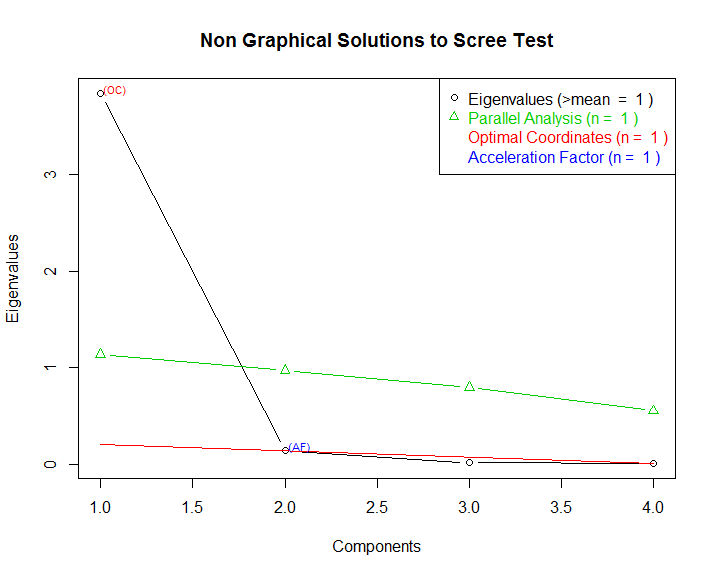 Non Graphical Solutions to Scree Test
(OC)
Eigenvalues (>mean = 1 )
Parallel Analysis (n = 1 )
Optimal Coordinates (n = 1 )
Acceleration Factor (n = 1 )
3
2
1
0
Eigenvalues
(AF)
1.0 1.5 2.0 2.5 3.0 3.5 4.0
Components